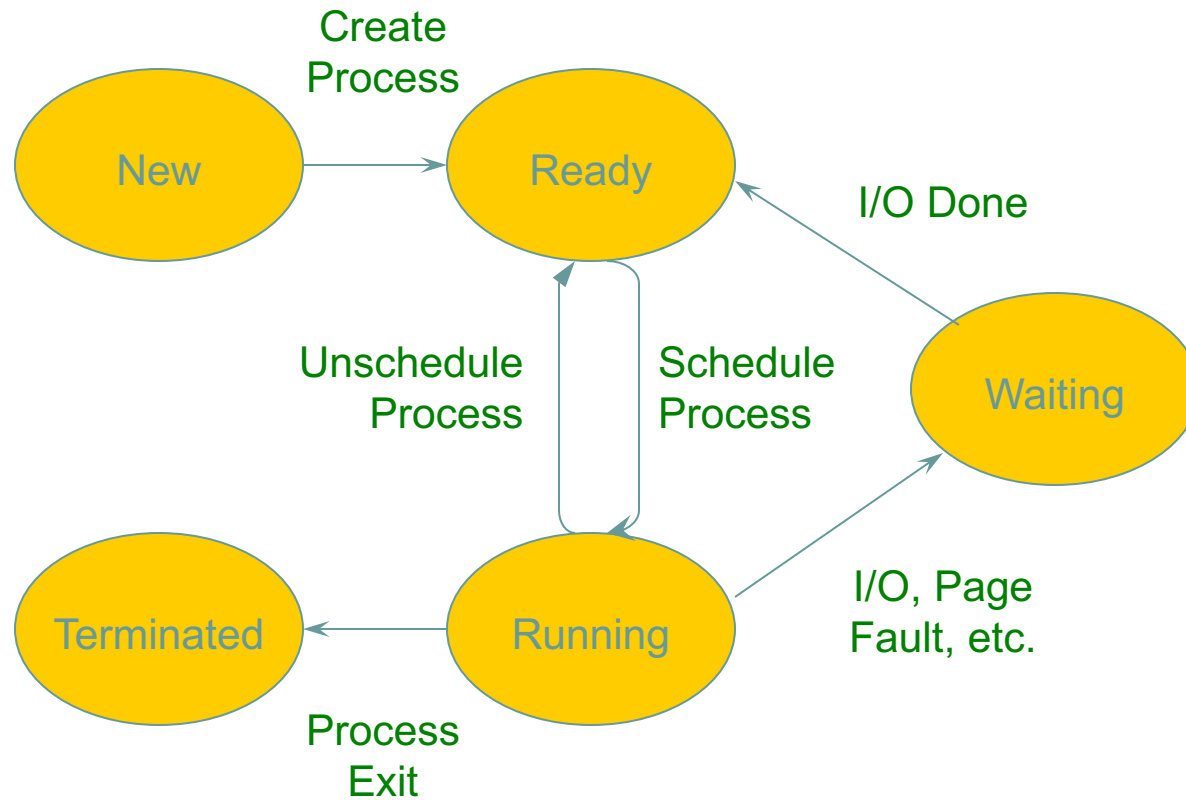 Create
Process
New
Ready
I/O Done
Unschedule
Process
Schedule
Process
Waiting
I/O, Page
Fault, etc.
Terminated
Running
Process
Exit